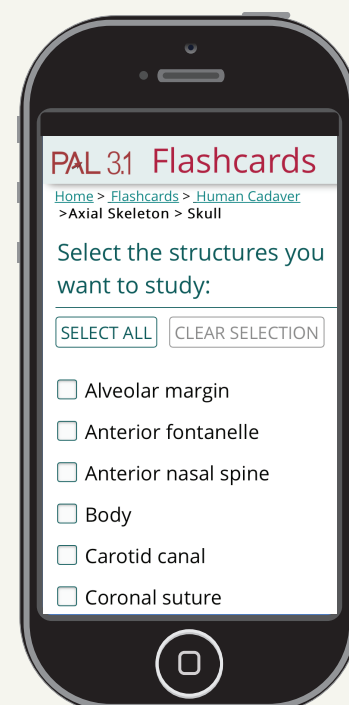 PAL 3.1 Flashcards
Home > Flashcards > Human Cadaver
>Axial Skeleton > Skull
Select the structures you
want to study:
SELECT ALL CLEAR SELECTION
Alveolar margin
Anterior fontanelle
Anterior nasal spine
Body
Carotid canal
Coronal suture